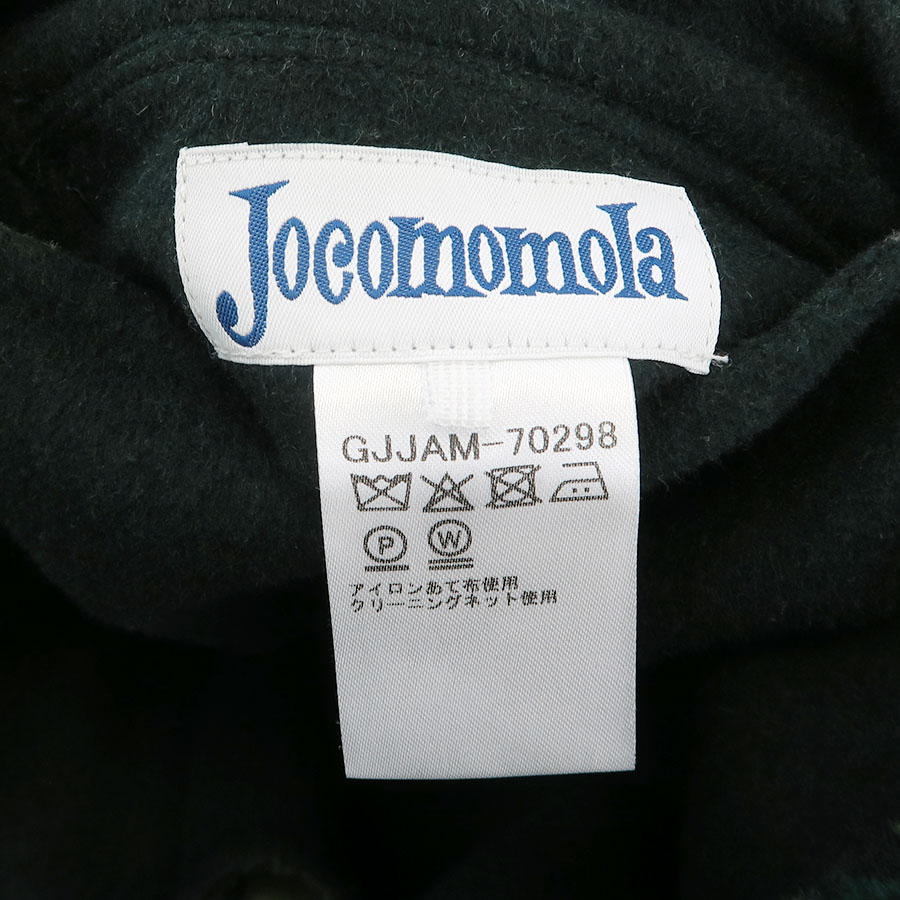 Jocomomola
GJJAM-70298
P W
アイロンあて布使用
クリーニングネット使用